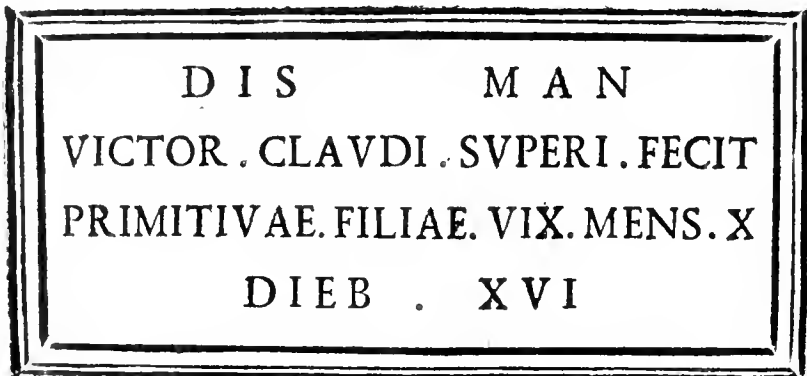 DIS MAN
VICTOR.CLAVDI.SVPERI.FECIT
PRIMITIVAE.FILIAE.VIX.MENS.X
DIEB . XVI